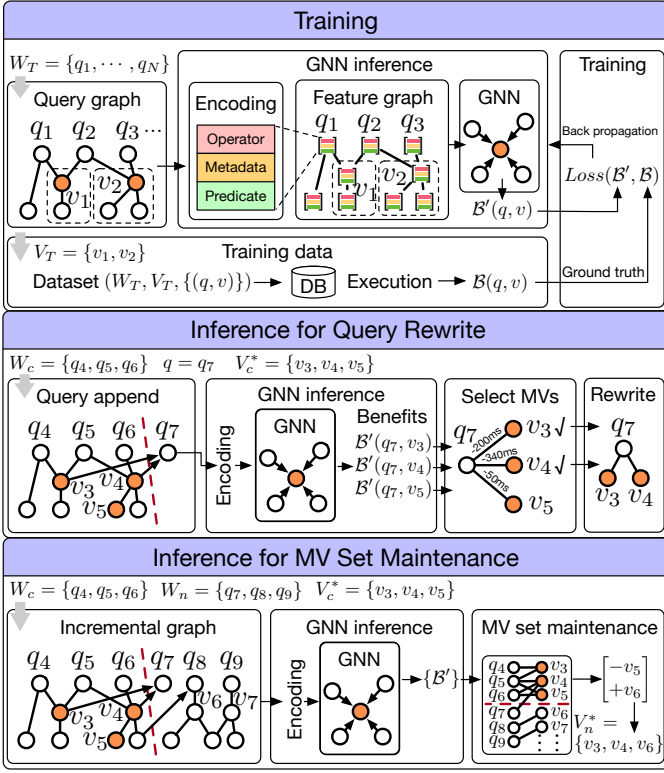 Training
W_T = {q_1, ⋯, q_N}
GNN inference
Training
Query graph
q_1 q_2 q_3 ⋯
v_1 v_2
Encoding
Operator
Metadata
Predicate
Feature graph
q_1 q_2 q_3
v_1 v_2
GNN
B′(q, v)
Back propagation
Loss(B′, B)
V_T = {v_1, v_2}
Training data
Dataset (W_T, V_T, {(q, v)})
DB
Execution
B(q, v)
Ground truth
Inference for Query Rewrite
W_c = {q_4, q_5, q_6} q = q_7 V_c^* = {v_3, v_4, v_5}
Query append
q_4 q_5 q_6 q_7
v_3 v_4
v_5
GNN inference
Encoding
GNN
Benefits
B′(q_7, v_3)
B′(q_7, v_4)
B′(q_7, v_5)
Select MVs
q_7
-200ms
-340ms
-50ms
v_3 √
v_4 √
v_5
Rewrite
q_7
v_3 v_4
Inference for MV Set Maintenance
W_c = {q_4, q_5, q_6} W_n = {q_7, q_8, q_9} V_c^* = {v_3, v_4, v_5}
Incremental graph
q_4 q_5 q_6 q_7 q_8 q_9
v_3 v_4 v_6 v_7
v_5
GNN inference
Encoding
GNN
{B′}
MV set maintenance
q_4 v_3
q_5 v_4
q_6 v_5
q_7 v_6
q_8 v_7
q_9 ⋮ ⋮
[−v_5
+v_6]
V_n^* =
{v_3, v_4, v_6}